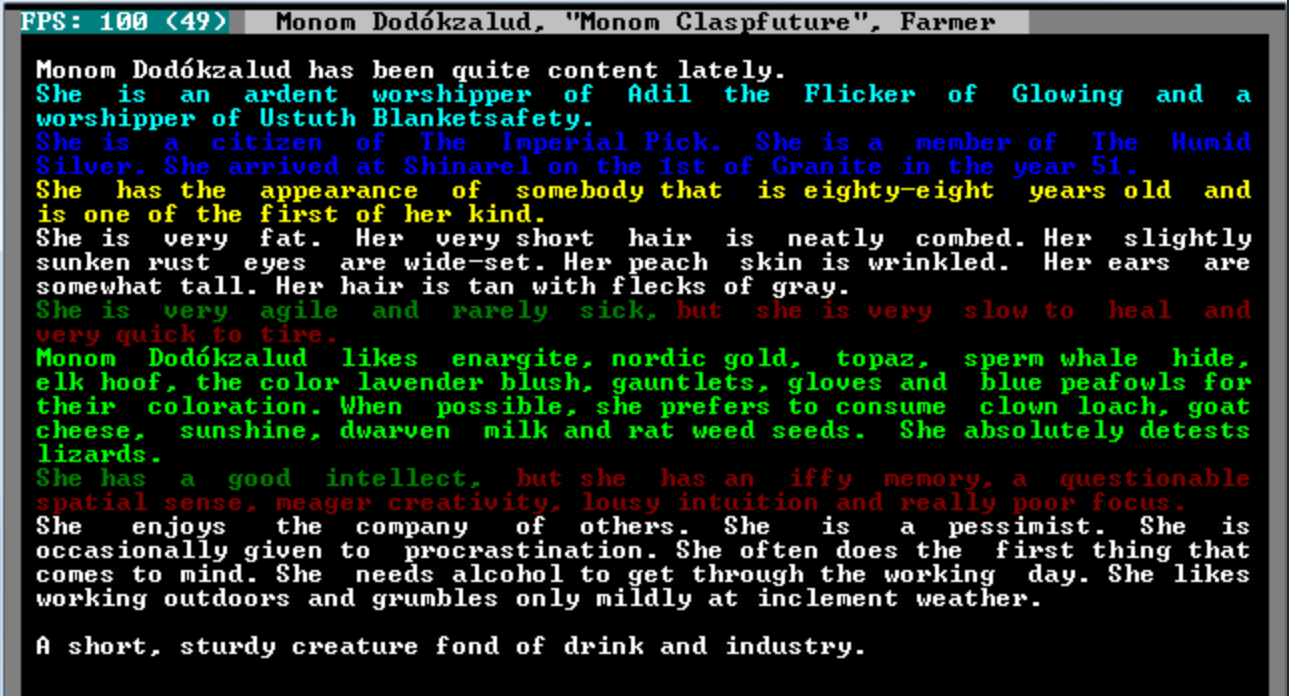 FPS: 100 (49) Monom Dodókzalud, "Monom Claspfuture", Farmer
Monom Dodókzalud has been quite content lately.
She is an ardent worshipper of Adil the Flicker of Glowing and a
worshipper of Ustuth Blanketsafety.
She is a citizen of The Imperial Pick. She is a member of The Humid
Silver. She arrived at Shinarel on the 1st of Granite in the year 51.
She has the appearance of somebody that is eighty-eight years old and
is one of the first of her kind.
She is very fat. Her very short hair is neatly combed. Her slightly
sunken rust eyes are wide-set. Her peach skin is wrinkled. Her ears are
somewhat tall. Her hair is tan with flecks of gray.
She is very agile and rarely sick, but she is very slow to heal and
very quick to tire.
Monom Dodókzalud likes enargite, nordic gold, topaz, sperm whale hide,
elk hoof, the color lavender blush, gauntlets, gloves and blue peafowls for
their coloration. When possible, she prefers to consume clown loach, goat
cheese, sunshine, dwarven milk and rat weed seeds. She absolutely detests
lizards.
She has a good intellect, but she has an iffy memory, a questionable
spatial sense, meager creativity, lousy intuition and really poor focus.
She enjoys the company of others. She is a pessimist. She is
occasionally given to procrastination. She often does the first thing that
comes to mind. She needs alcohol to get through the working day. She likes
working outdoors and grumbles only mildly at inclement weather.
A short, sturdy creature fond of drink and industry.